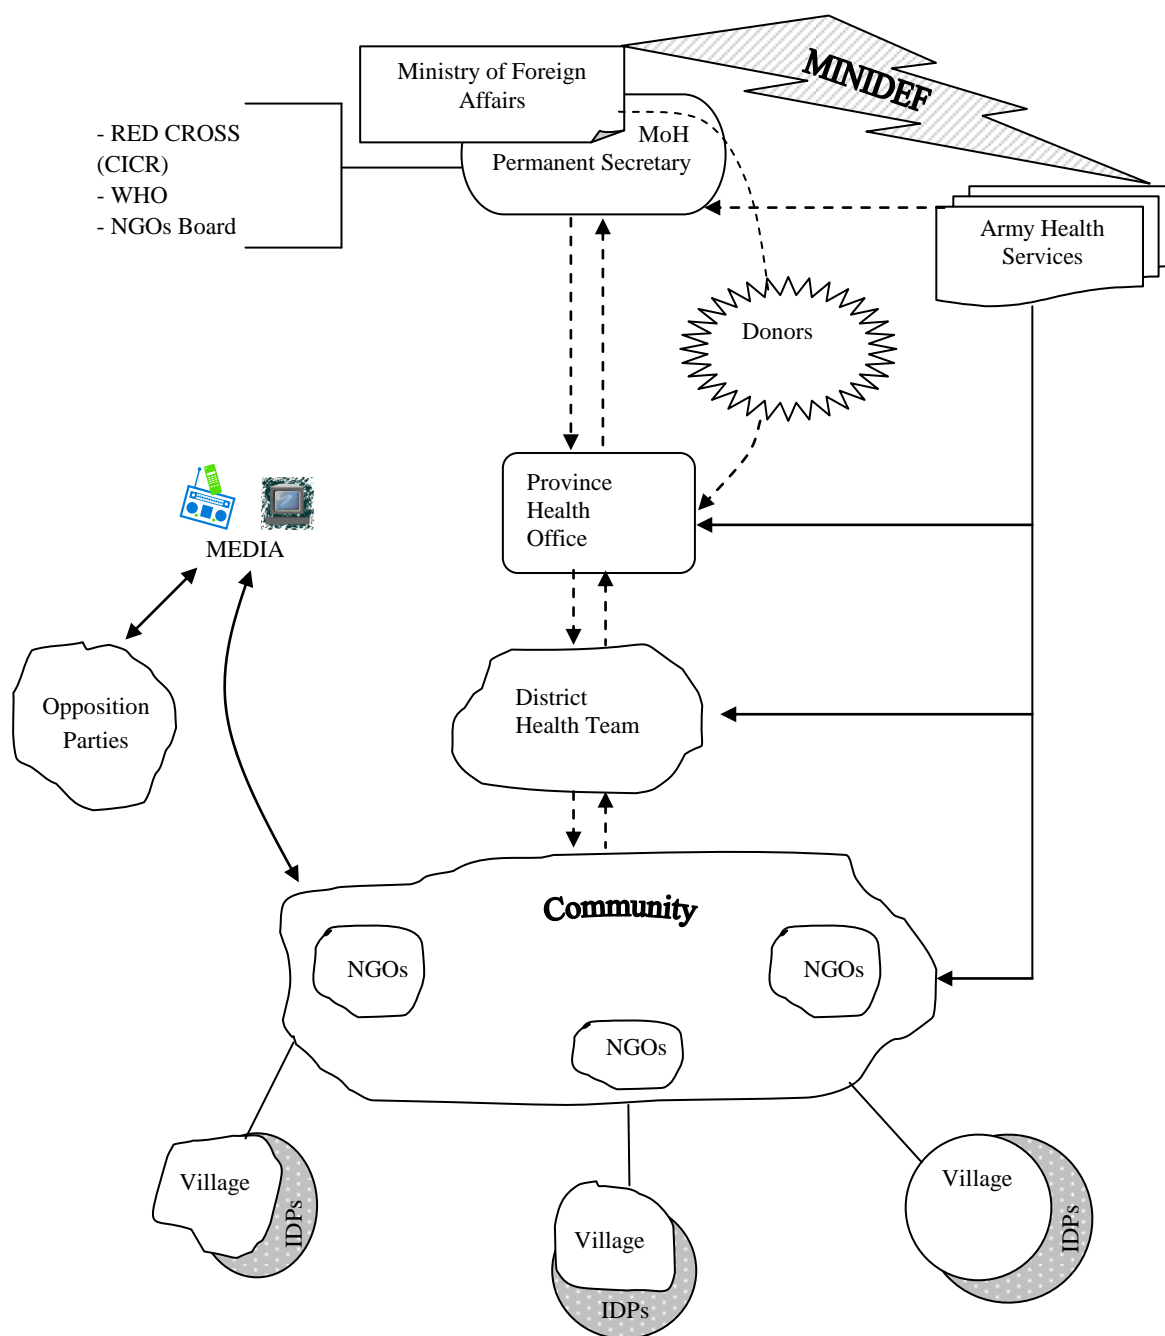 MINIDEF
Ministry of Foreign
Affairs
- RED CROSS
(CICR)
- WHO
- NGOs Board
MoH
Permanent Secretary
Army Health
Services
Donors
Province
Health
Office
MEDIA
Opposition
Parties
District
Health Team
Community
NGOs
NGOs
NGOs
Village
IDPs
Village
IDPs
Village
IDPs